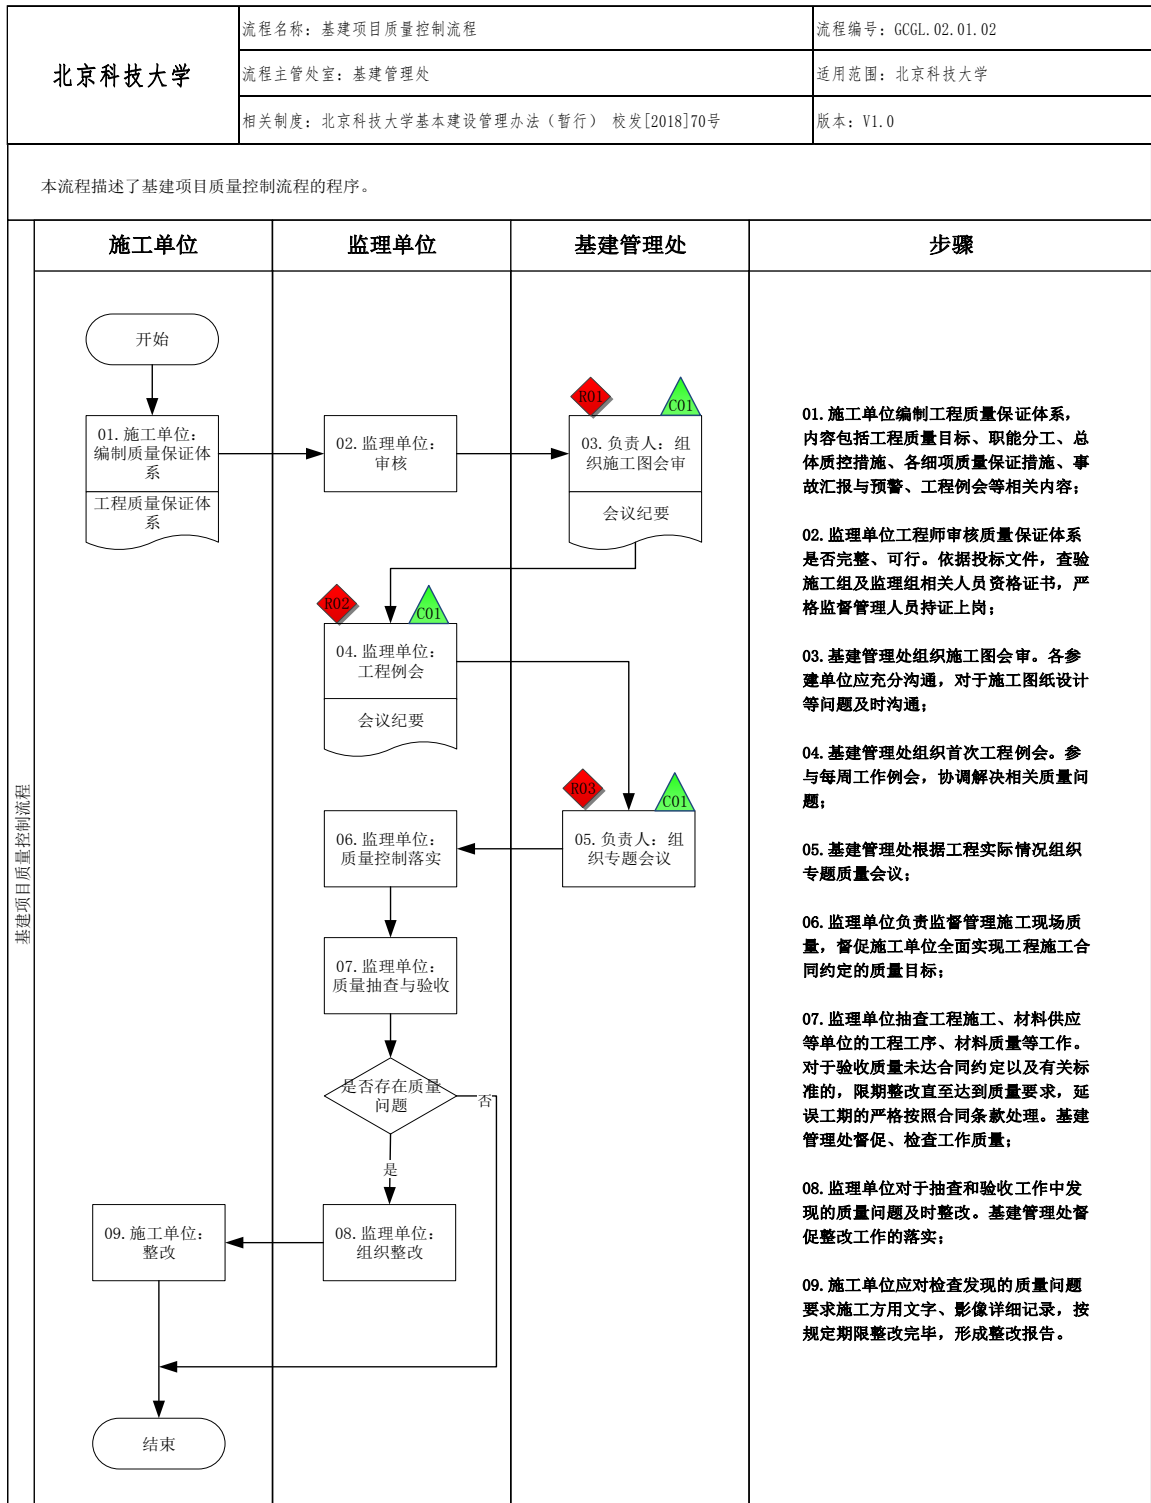 北京科技大学
流程名称：基建项目质量控制流程
流程编号：GCGL.02.01.02
流程主管处室：基建管理处
适用范围：北京科技大学
相关制度：北京科技大学基本建设管理办法（暂行） 校发[2018]70号
版本：V1.0
本流程描述了基建项目质量控制流程的程序。
基建项目质量控制流程
施工单位
监理单位
基建管理处
步骤
开始
01.施工单位：
编制质量保证体
系
工程质量保证体
系
02.监理单位：
审核
R01
C01
03.负责人：组
织施工图会审
会议纪要
R02
C01
04.监理单位：
工程例会
会议纪要
R03
C01
05.负责人：组
织专题会议
06.监理单位：
质量控制落实
07.监理单位：
质量抽查与验收
是否存在质量
问题
否
是
08.监理单位：
组织整改
09.施工单位：
整改
结束
01.施工单位编制工程质量保证体系，
内容包括工程质量目标、职能分工、总
体质控措施、各细项质量保证措施、事
故汇报与预警、工程例会等相关内容；
02.监理单位工程师审核质量保证体系
是否完整、可行。依据投标文件，查验
施工组及监理组相关人员资格证书，严
格监督管理人员持证上岗；
03.基建管理处组织施工图会审。各参
建单位应充分沟通，对于施工图纸设计
等问题及时沟通；
04.基建管理处组织首次工程例会。参
与每周工作例会，协调解决相关质量问
题；
05.基建管理处根据工程实际情况组织
专题质量会议；
06.监理单位负责监督管理施工现场质
量，督促施工单位全面实现工程施工合
同约定的质量目标；
07.监理单位抽查工程施工、材料供应
等单位的工程工序、材料质量等工作。
对于验收质量未达合同约定以及有关标
准的，限期整改直至达到质量要求，延
误工期的严格按照合同条款处理。基建
管理处督促、检查工作质量；
08.监理单位对于抽查和验收工作中发
现的质量问题及时整改。基建管理处督
促整改工作的落实；
09.施工单位应对检查发现的质量问题
要求施工方用文字、影像详细记录，按
规定期限整改完毕，形成整改报告。